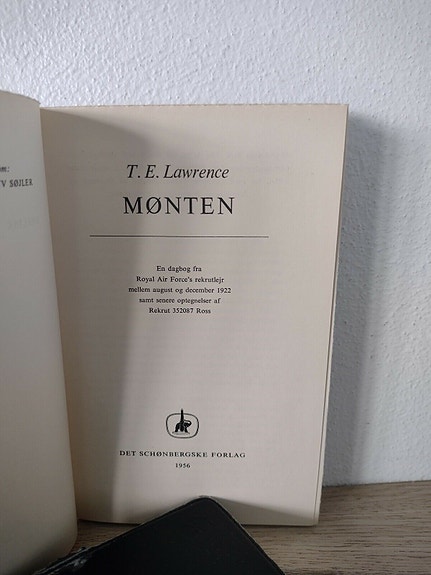 V SØJLER
T. E. Lawrence
MØNTEN
En dagbog fra
Royal Air Force's rekrutlejr
mellem august og december 1922
samt senere optegnelser af
Rekrut 352087 Ross
DET SCHØNBERGSKE FORLAG
1956